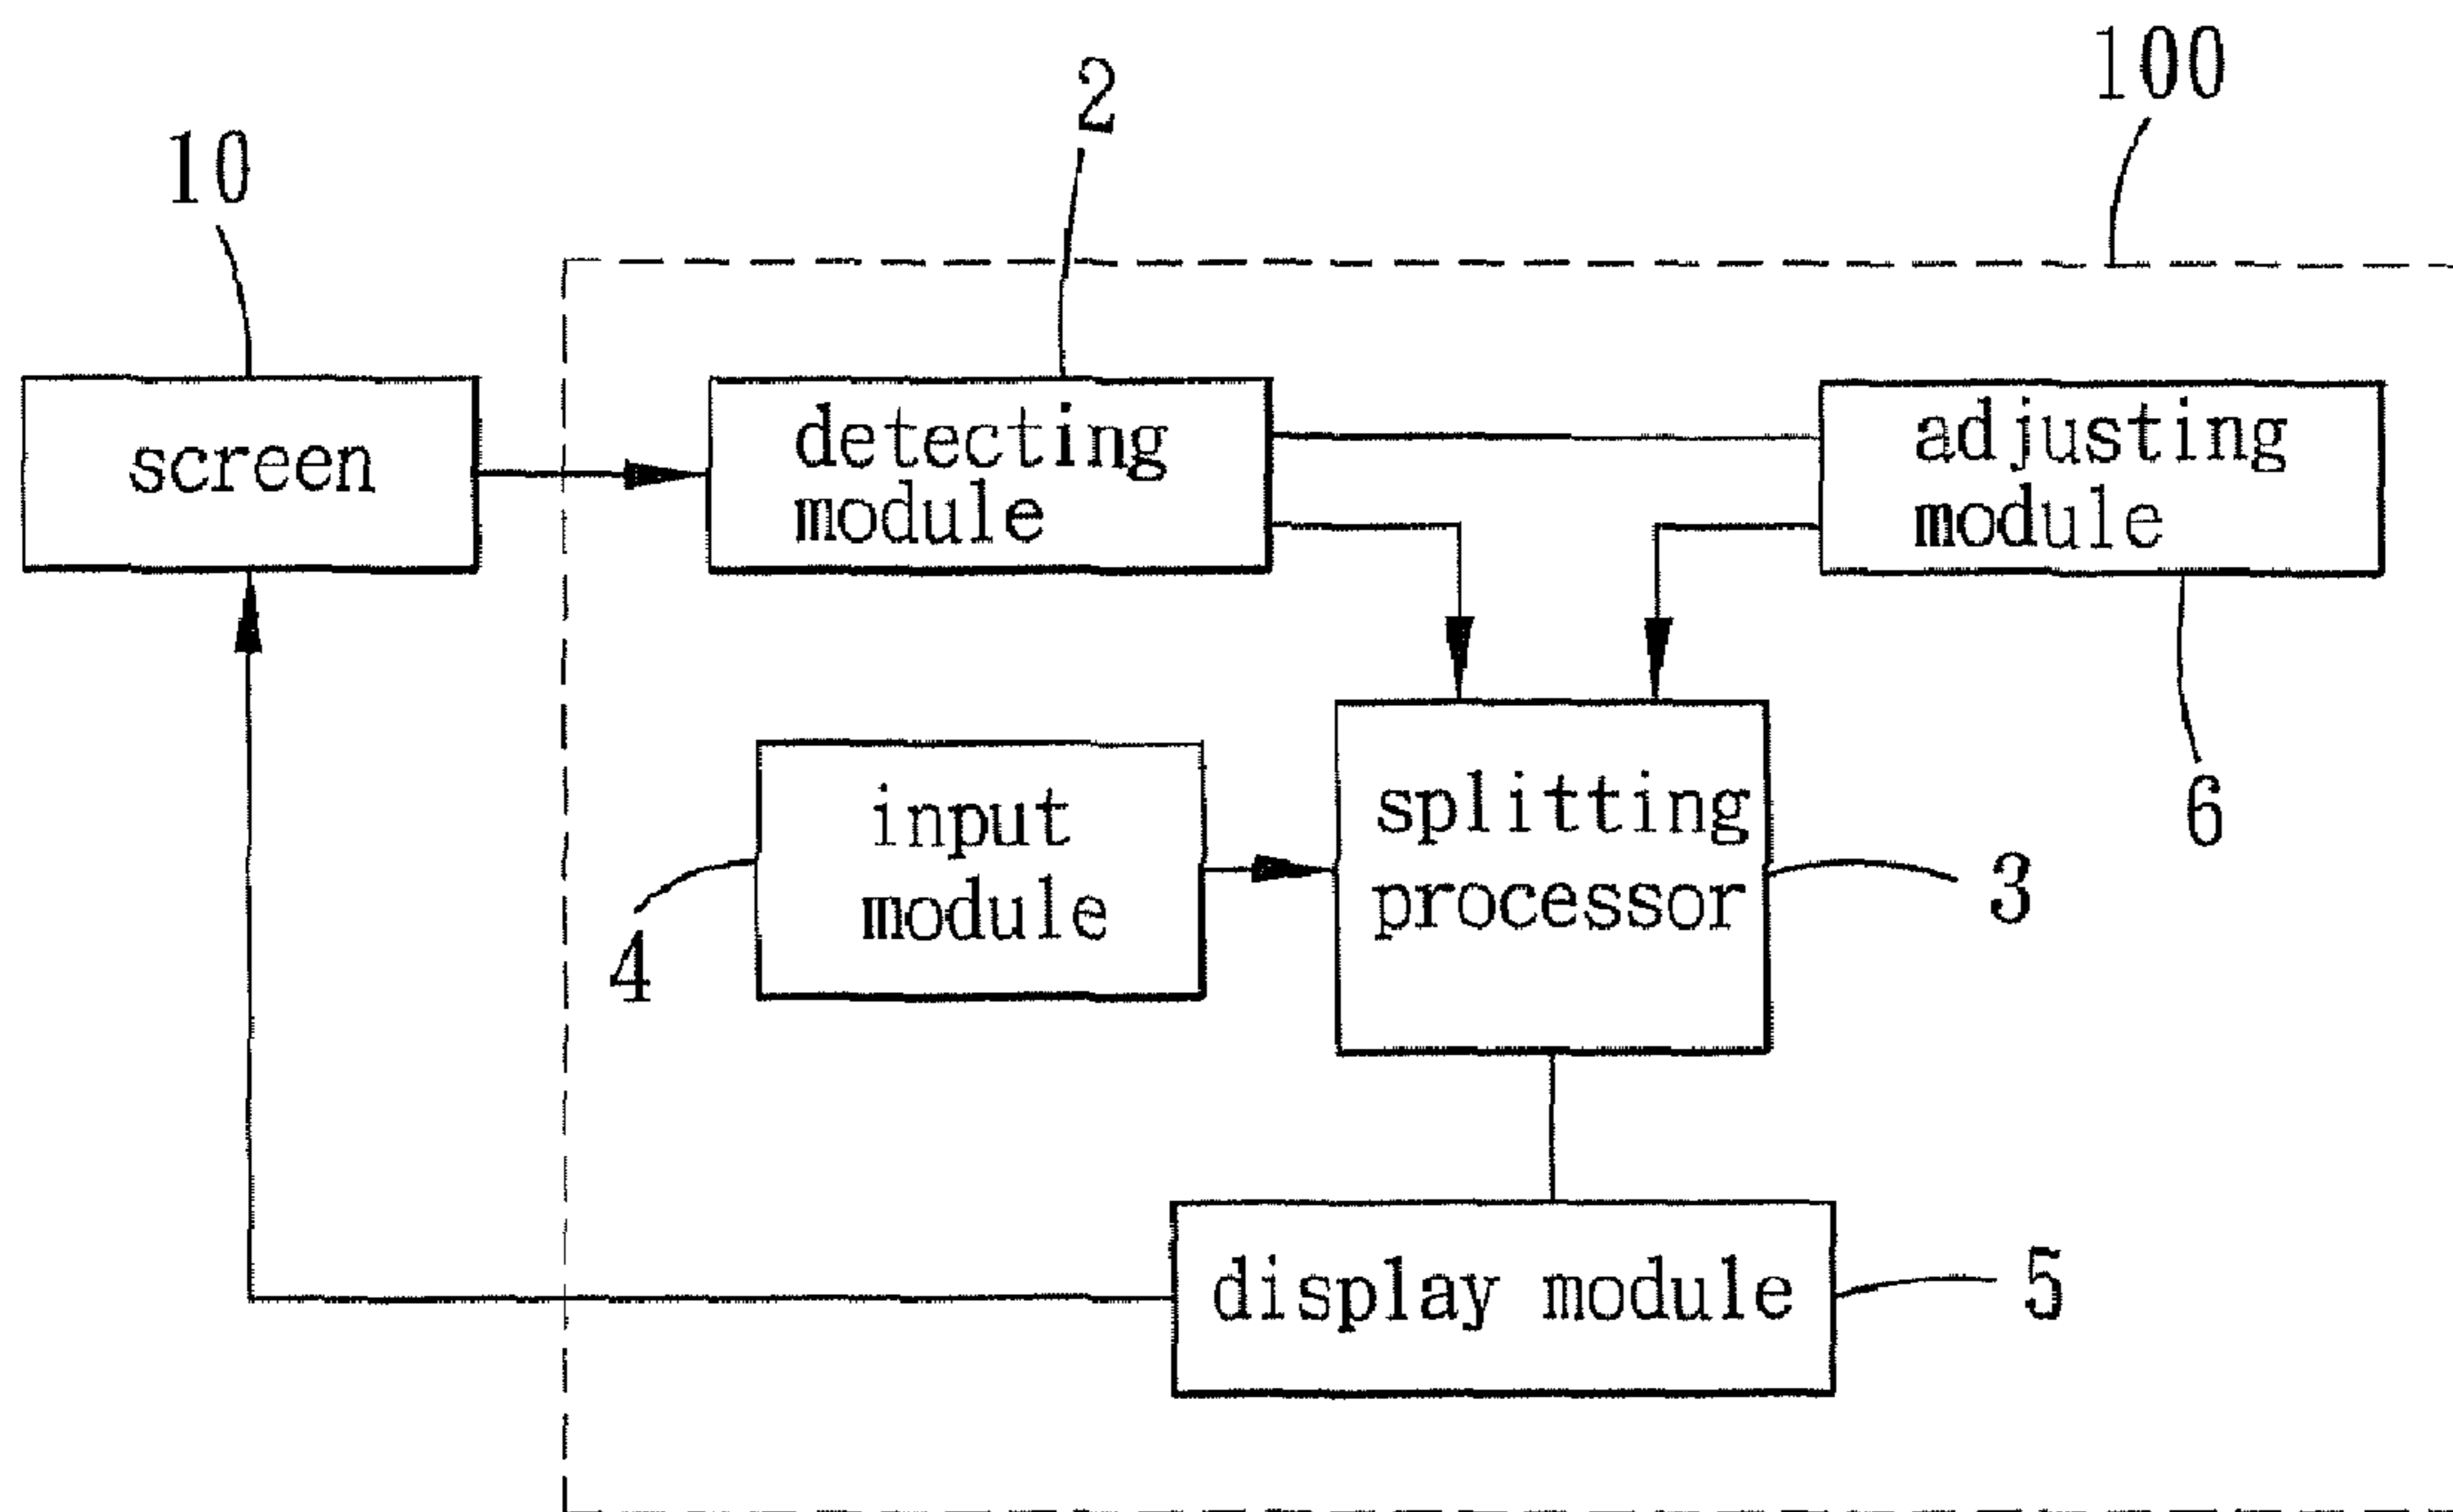 100
2
10
screen
detecting
module
adjusting
module
6
input
module
4
splitting
processor
3
display module
5